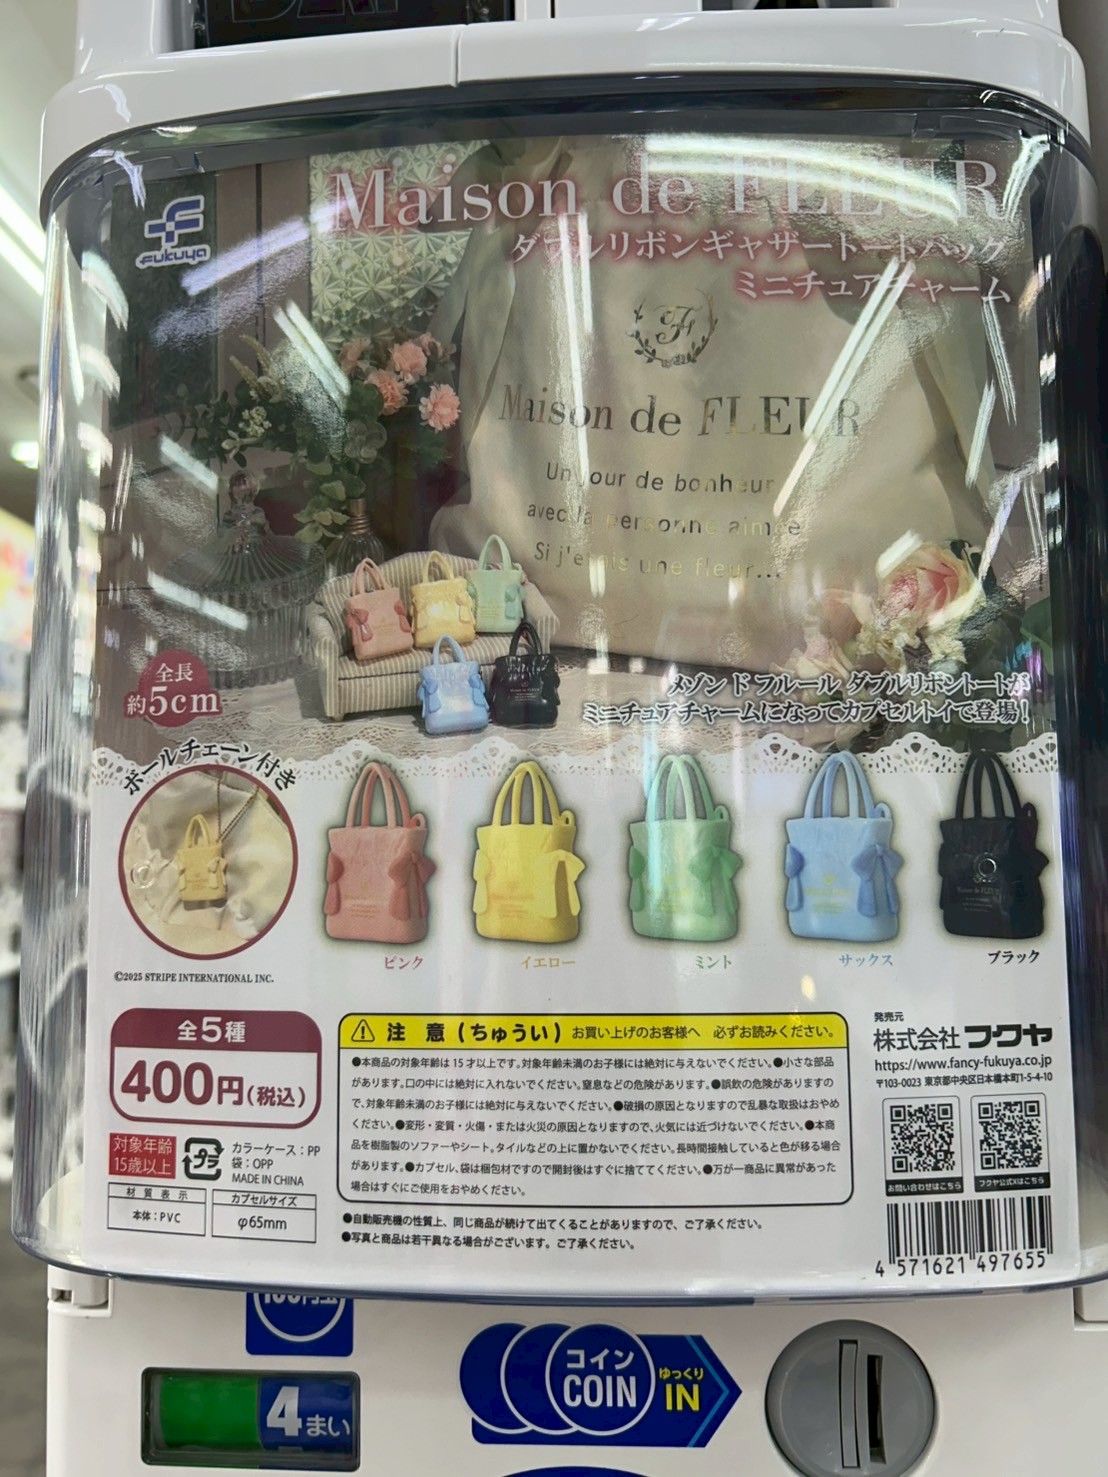 Fukuya
Maison de FLEUR
ダブルリボンギャザートートバッグ
ミニチュアチャーム
F
Maison de FLEUR
Un jour de bonheur
avec la personne aimée
Si j'étais une fleur...
全長
約5cm
メゾン ド フルール ダブルリボントートが
ミニチュアチャームになってカプセルトイで登場!
ボールチェーン付き
ピンク
イエロー
ミント
サックス
ブラック
©2025 STRIPE INTERNATIONAL INC.
全5種
400円(税込)
対象年齢
15歳以上
プラ
カラーケース:PP
袋:OPP
MADE IN CHINA
材質表示
本体:PVC
カプセルサイズ
φ65mm
注 意(ちゅうい) お買い上げのお客様へ 必ずお読みください。
●本商品の対象年齢は15才以上です。対象年齢未満のお子様には絶対に与えないでください。●小さな部品
があります。口の中には絶対に入れないでください。窒息などの危険があります。●誤飲の危険がありますの
で、対象年齢未満のお子様には絶対に与えないでください。●破損の原因となりますので乱暴な取扱はおやめ
ください。●変形・変質・火傷・または火災の原因となりますので、火気には近づけないでください。●本商
品を樹脂製のソファーやシート、タイルなどの上に置かないでください。長時間接触していると色が移る場合
があります。●カプセル、袋は梱包材ですので開封後はすぐに捨ててください。●万が一商品に異常があった
場合はすぐにご使用をおやめください。
●自動販売機の性質上、同じ商品が続けて出てくることがありますので、ご了承ください。
●写真と商品は若干異なる場合がございます。ご了承ください。
発売元
株式会社フクヤ
https://www.fancy-fukuya.co.jp
〒103-0023 東京都中央区日本橋本町1-5-4-10
お問い合わせはこちら
フクヤ公式Xはこちら
4 571621 497655
100円玉
4まい
コイン
COIN
ゆっくり
IN